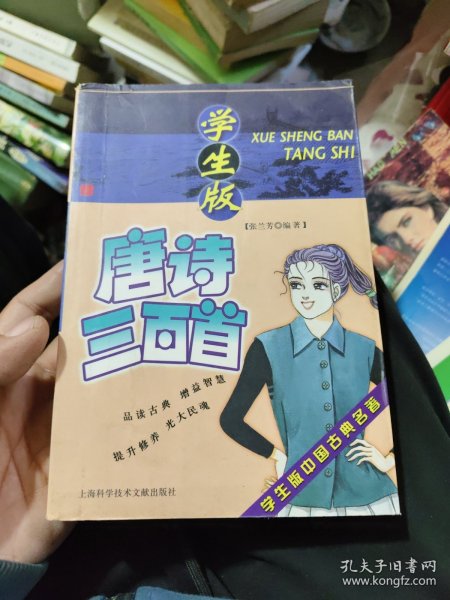 学生版
XUE SHENG BAN
TANG SHI
【张兰芳◎编著】
唐诗
三百首
品读古典 增益智慧
提升修养 光大民魂
学生版中国古典名著
上海科学技术文献出版社
孔夫子旧书网
www.kongfz.com